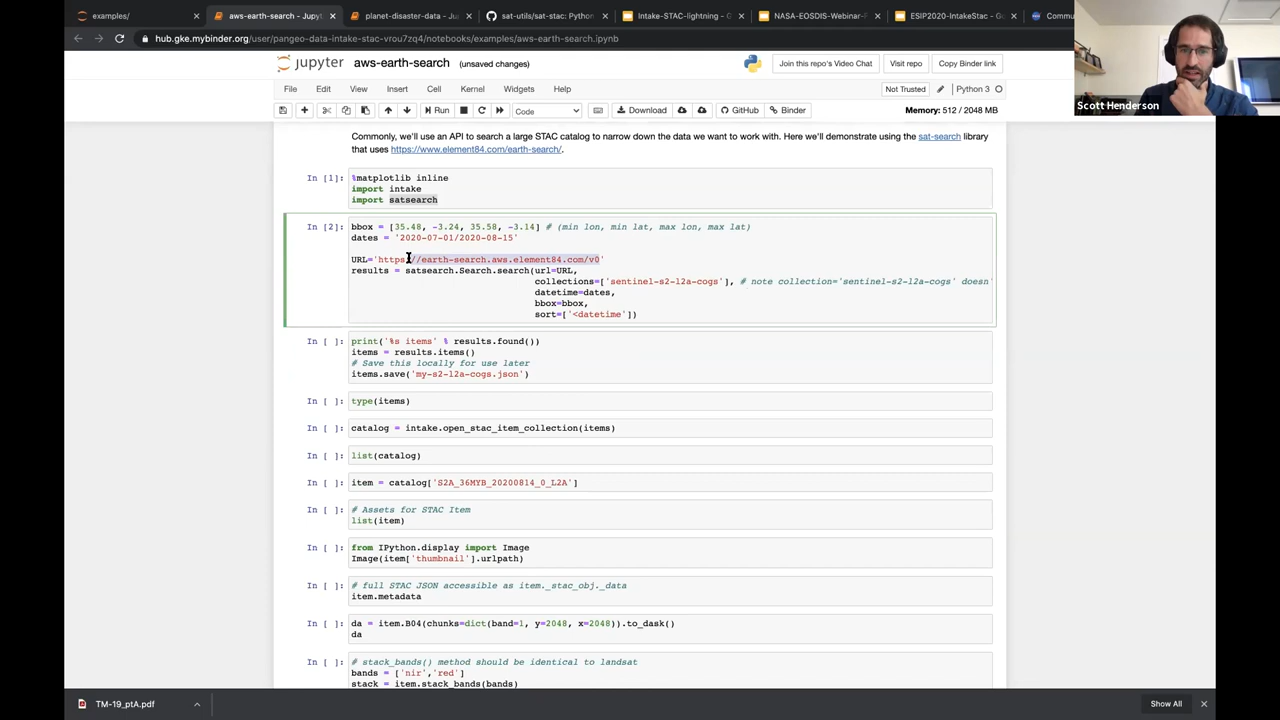 examples/
aws-earth-search - Jupyt
planet-disaster-data - Jupyte
sat-utils/sat-stac: Python
Intake-STAC-lightning - G
NASA-EOSDIS-Webinar-F
ESIP2020-IntakeStac - Go
Commu
hub.gke.mybinder.org/user/pangeo-data-intake-stac-vrou7zq4/notebooks/examples/aws-earth-search.ipynb
jupyter aws-earth-search (unsaved changes)
Join this repo's Video Chat
Visit repo
Copy Binder link
File Edit View Insert Cell Kernel Widgets Help
Not Trusted
Python 3
Run
Code
Download
GitHub
Binder
Memory: 512 / 2048 MB
Scott Henderson
Commonly, we'll use an API to search a large STAC catalog to narrow down the data we want to work with. Here we'll demonstrate using the sat-search library
that uses https://www.element84.com/earth-search/.
In [1]: %matplotlib inline
import intake
import satsearch
In [2]: bbox = [35.48, -3.24, 35.58, -3.14] # (min lon, min lat, max lon, max lat)
dates = '2020-07-01/2020-08-15'
URL='https://earth-search.aws.element84.com/v0'
results = satsearch.Search.search(url=URL,
collections=['sentinel-s2-l2a-cogs'], # note collection='sentinel-s2-l2a-cogs' doesn'
datetime=dates,
bbox=bbox,
sort=['<datetime'])
In [ ]: print('%s items' % results.found())
items = results.items()
# Save this locally for use later
items.save('my-s2-l2a-cogs.json')
In [ ]: type(items)
In [ ]: catalog = intake.open_stac_item_collection(items)
In [ ]: list(catalog)
In [ ]: item = catalog['S2A_36MYB_20200814_0_L2A']
In [ ]: # Assets for STAC Item
list(item)
In [ ]: from IPython.display import Image
Image(item['thumbnail'].urlpath)
In [ ]: # full STAC JSON accessible as item._stac_obj._data
item.metadata
In [ ]: da = item.B04(chunks=dict(band=1, y=2048, x=2048)).to_dask()
da
In [ ]: # stack_bands() method should be identical to landsat
bands = ['nir','red']
stack = item.stack_bands(bands)
TM-19_ptA.pdf
Show All